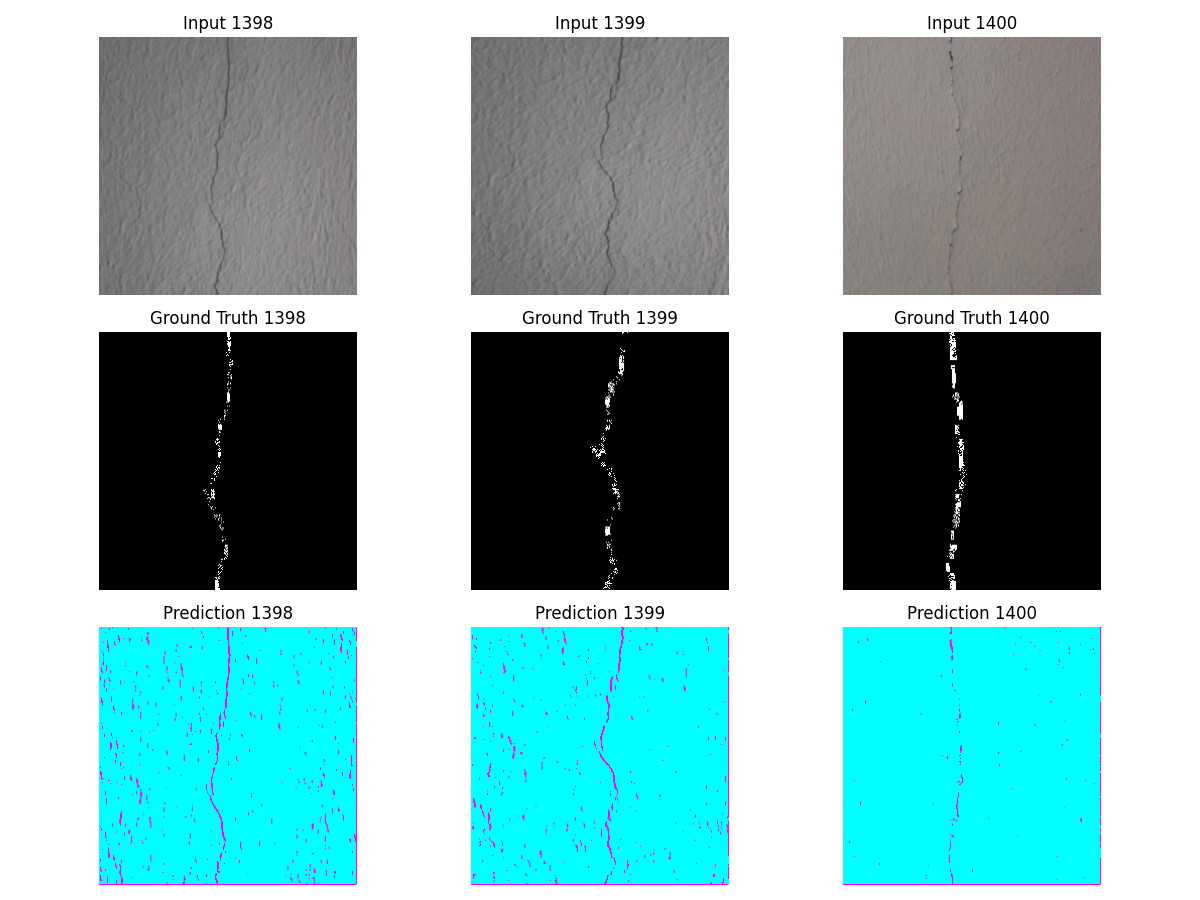 Input 1398
Input 1399
Input 1400
Ground Truth 1398
Ground Truth 1399
Ground Truth 1400
Prediction 1398
Prediction 1399
Prediction 1400